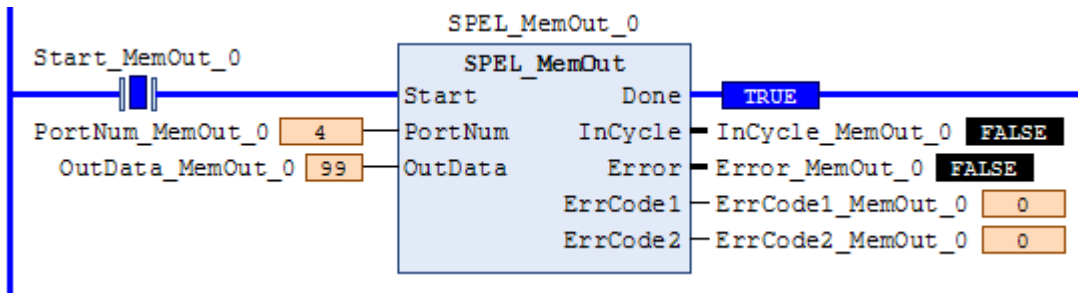 SPEL_MemOut_0
Start_MemOut_0
SPEL_MemOut
Start Done TRUE
PortNum_MemOut_0 4 PortNum InCycle InCycle_MemOut_0 FALSE
OutData_MemOut_0 99 OutData Error Error_MemOut_0 FALSE
ErrCode1 ErrCode1_MemOut_0 0
ErrCode2 ErrCode2_MemOut_0 0